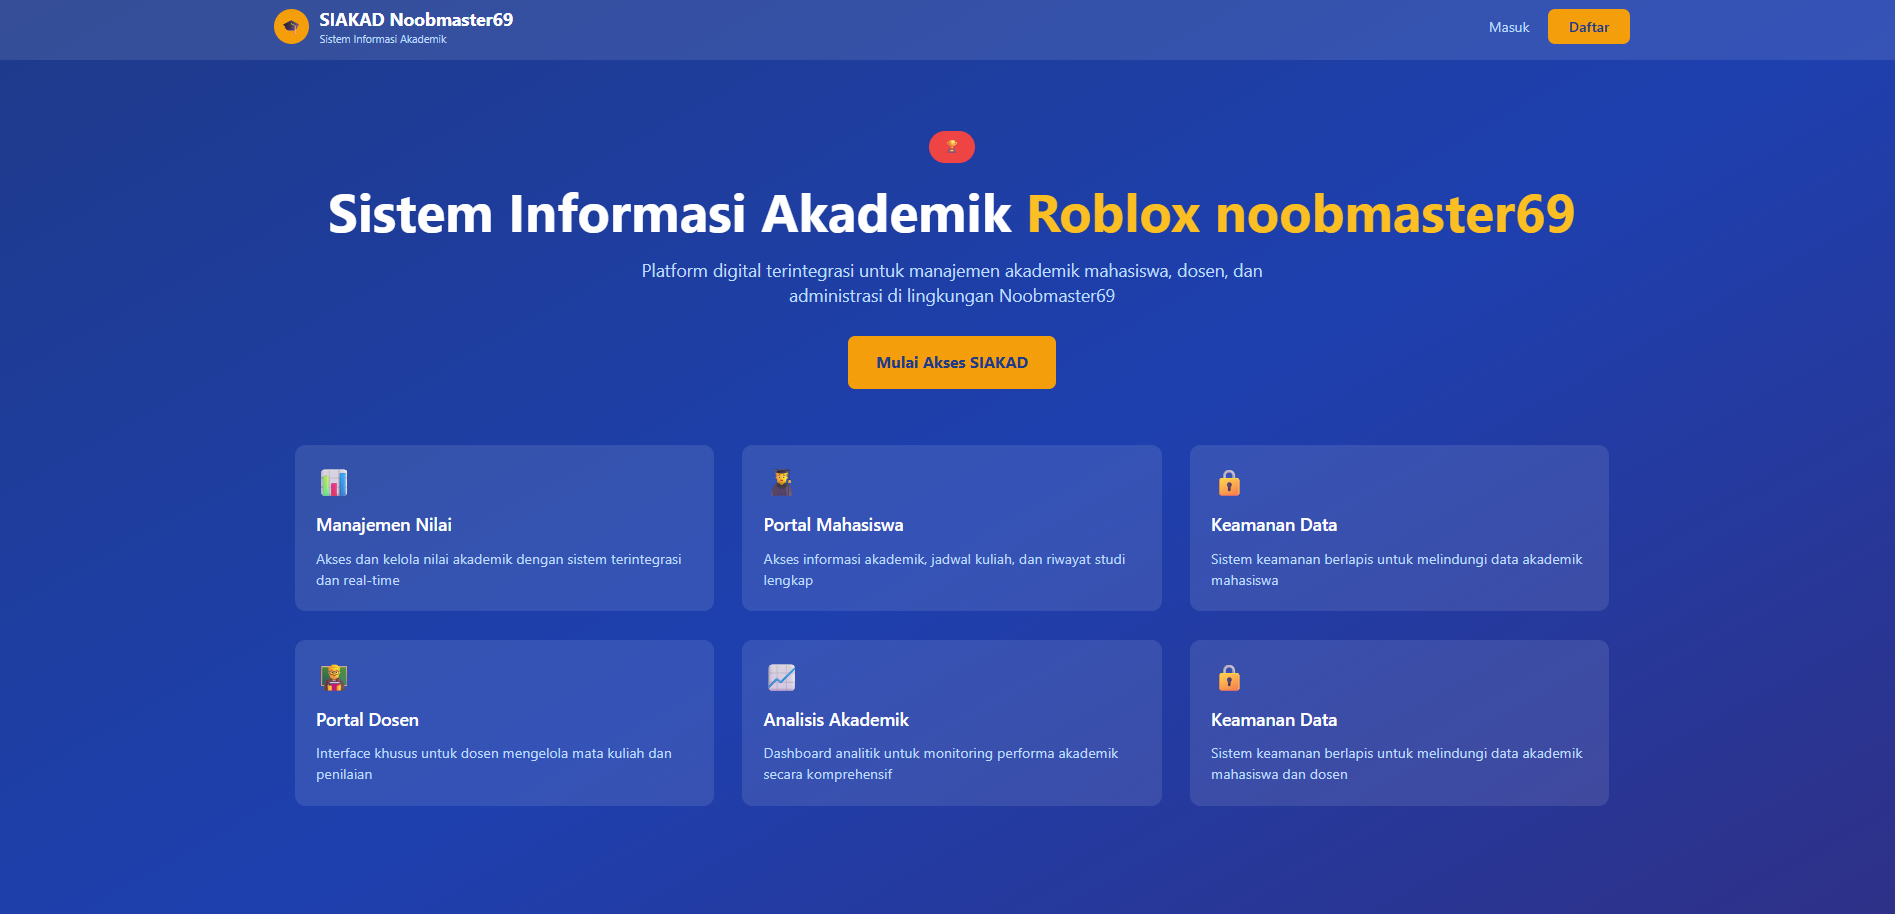 SIAKAD Noobmaster69
Sistem Informasi Akademik
Masuk
Daftar
Sistem Informasi Akademik Roblox noobmaster69
Platform digital terintegrasi untuk manajemen akademik mahasiswa, dosen, dan
administrasi di lingkungan Noobmaster69
Mulai Akses SIAKAD
Manajemen Nilai
Akses dan kelola nilai akademik dengan sistem terintegrasi
dan real-time
Portal Mahasiswa
Akses informasi akademik, jadwal kuliah, dan riwayat studi
lengkap
Keamanan Data
Sistem keamanan berlapis untuk melindungi data akademik
mahasiswa
Portal Dosen
Interface khusus untuk dosen mengelola mata kuliah dan
penilaian
Analisis Akademik
Dashboard analitik untuk monitoring performa akademik
secara komprehensif
Keamanan Data
Sistem keamanan berlapis untuk melindungi data akademik
mahasiswa dan dosen